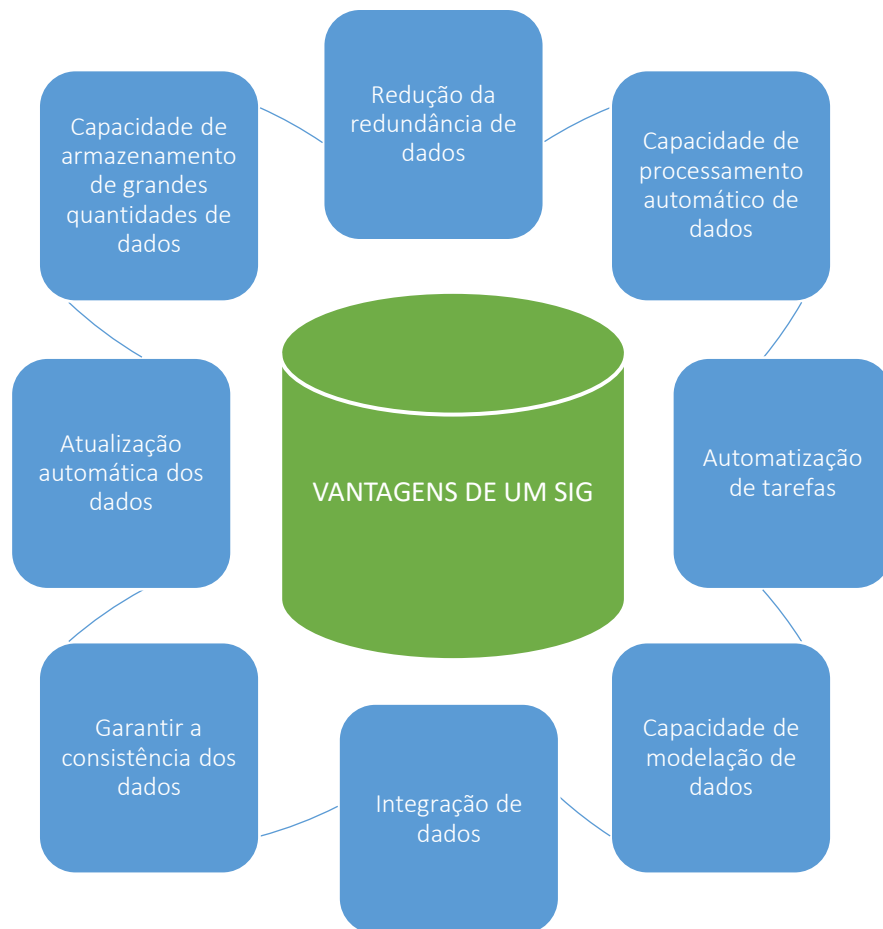 Redução da
redundância de
dados
Capacidade de
processamento
automático de
dados
Automatização
de tarefas
Capacidade de
modelação de
dados
Integração de
dados
Garantir a
consistência dos
dados
Atualização
automática dos
dados
Capacidade de
armazenamento
de grandes
quantidades de
dados
VANTAGENS DE UM SIG